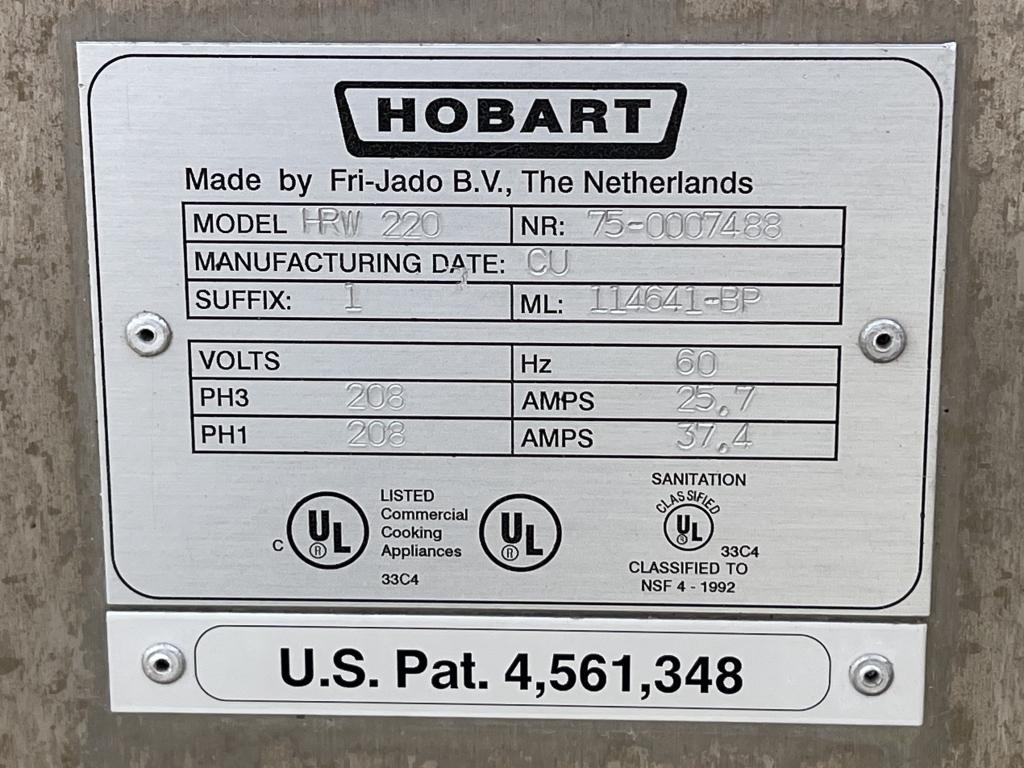 HOBART
Made by Fri-Jado B.V., The Netherlands
MODEL HRW 220 NR: 75-0007488
MANUFACTURING DATE: CU
SUFFIX: 1 ML: 114641-BP
VOLTS Hz 60
PH3 208 AMPS 25,7
PH1 208 AMPS 37,4
C UL ® LISTED
Commercial
Cooking
Appliances
33C4
UL ®
SANITATION
CLASSIFIED
UL ®
33C4
CLASSIFIED TO
NSF 4 - 1992
U.S. Pat. 4,561,348